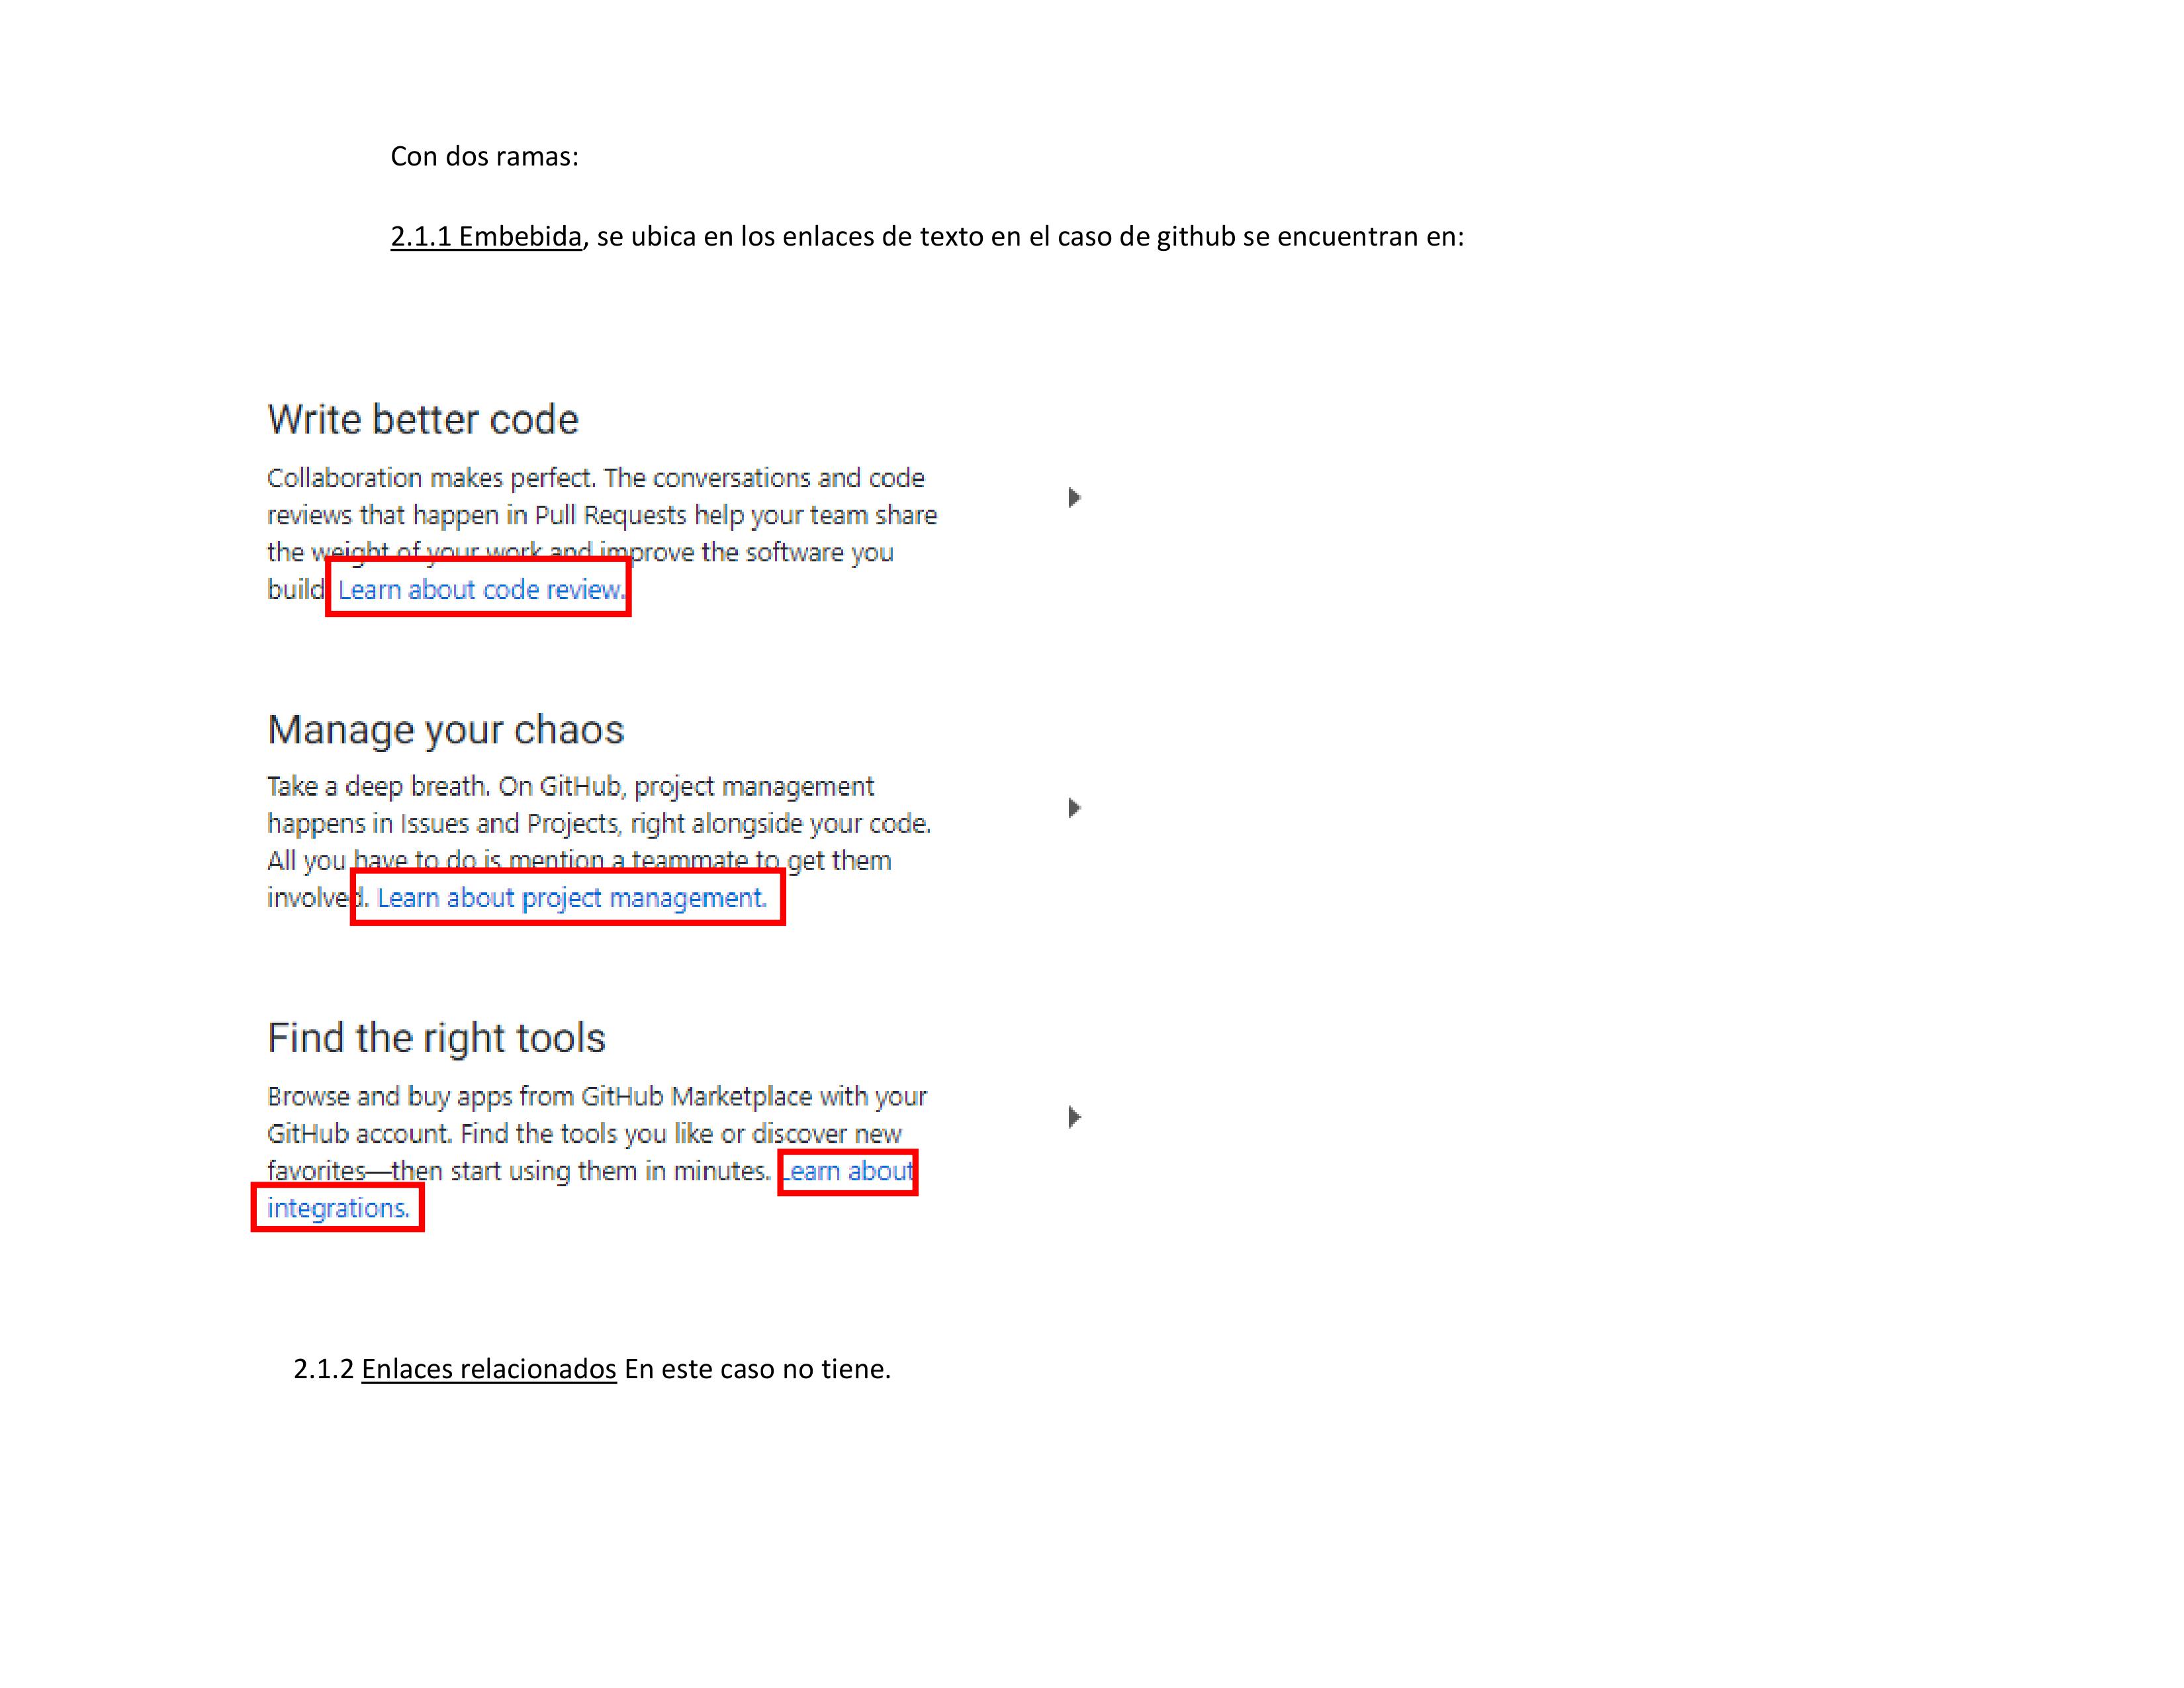 Con dos ramas:
2.1.1 Embebida, se ubica en los enlaces de texto en el caso de github se encuentran en:
Write better code
Collaboration makes perfect. The conversations and code
reviews that happen in Pull Requests help your team share
the weight of your work and improve the software you
build. Learn about code review.
Manage your chaos
Take a deep breath. On GitHub, project management
happens in Issues and Projects, right alongside your code.
All you have to do is mention a teammate to get them
involved. Learn about project management.
Find the right tools
Browse and buy apps from GitHub Marketplace with your
GitHub account. Find the tools you like or discover new
favorites—then start using them in minutes. Learn about
integrations.
2.1.2 Enlaces relacionados En este caso no tiene.